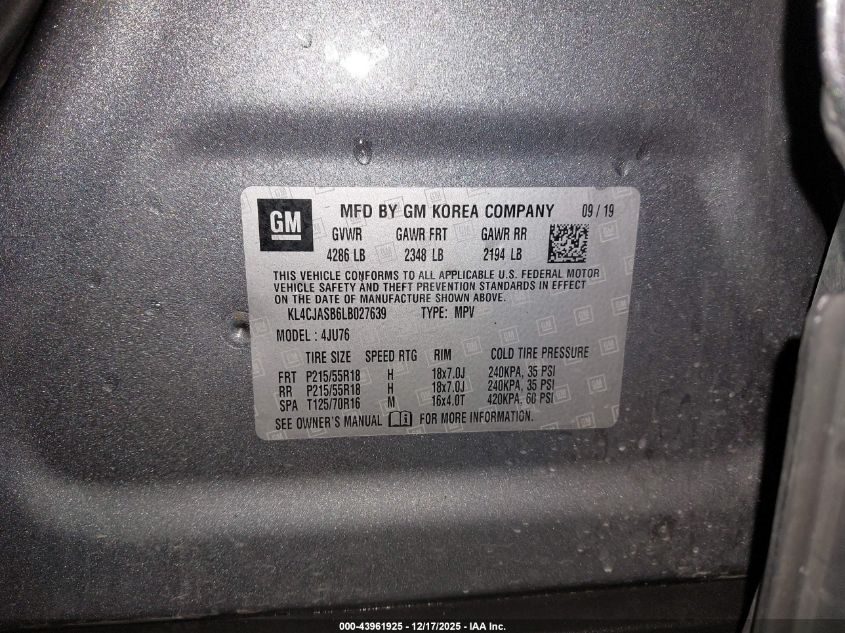 GM
MFD BY GM KOREA COMPANY 09 / 19
GVWR GAWR FRT GAWR RR
4286 LB 2348 LB 2194 LB
THIS VEHICLE CONFORMS TO ALL APPLICABLE U.S. FEDERAL MOTOR
VEHICLE SAFETY AND THEFT PREVENTION STANDARDS IN EFFECT
ON THE DATE OF MANUFACTURE SHOWN ABOVE.
KL4CJASB6LB027639 TYPE: MPV
MODEL : 4JU76
TIRE SIZE SPEED RTG RIM COLD TIRE PRESSURE
FRT P215/55R18 H 18x7.0J 240KPA, 35 PSI
RR P215/55R18 H 18x7.0J 240KPA, 35 PSI
SPA T125/70R16 M 16x4.0T 420KPA, 60 PSI
SEE OWNER'S MANUAL FOR MORE INFORMATION.
000-43961925 - 12/17/2025 - IAA Inc.